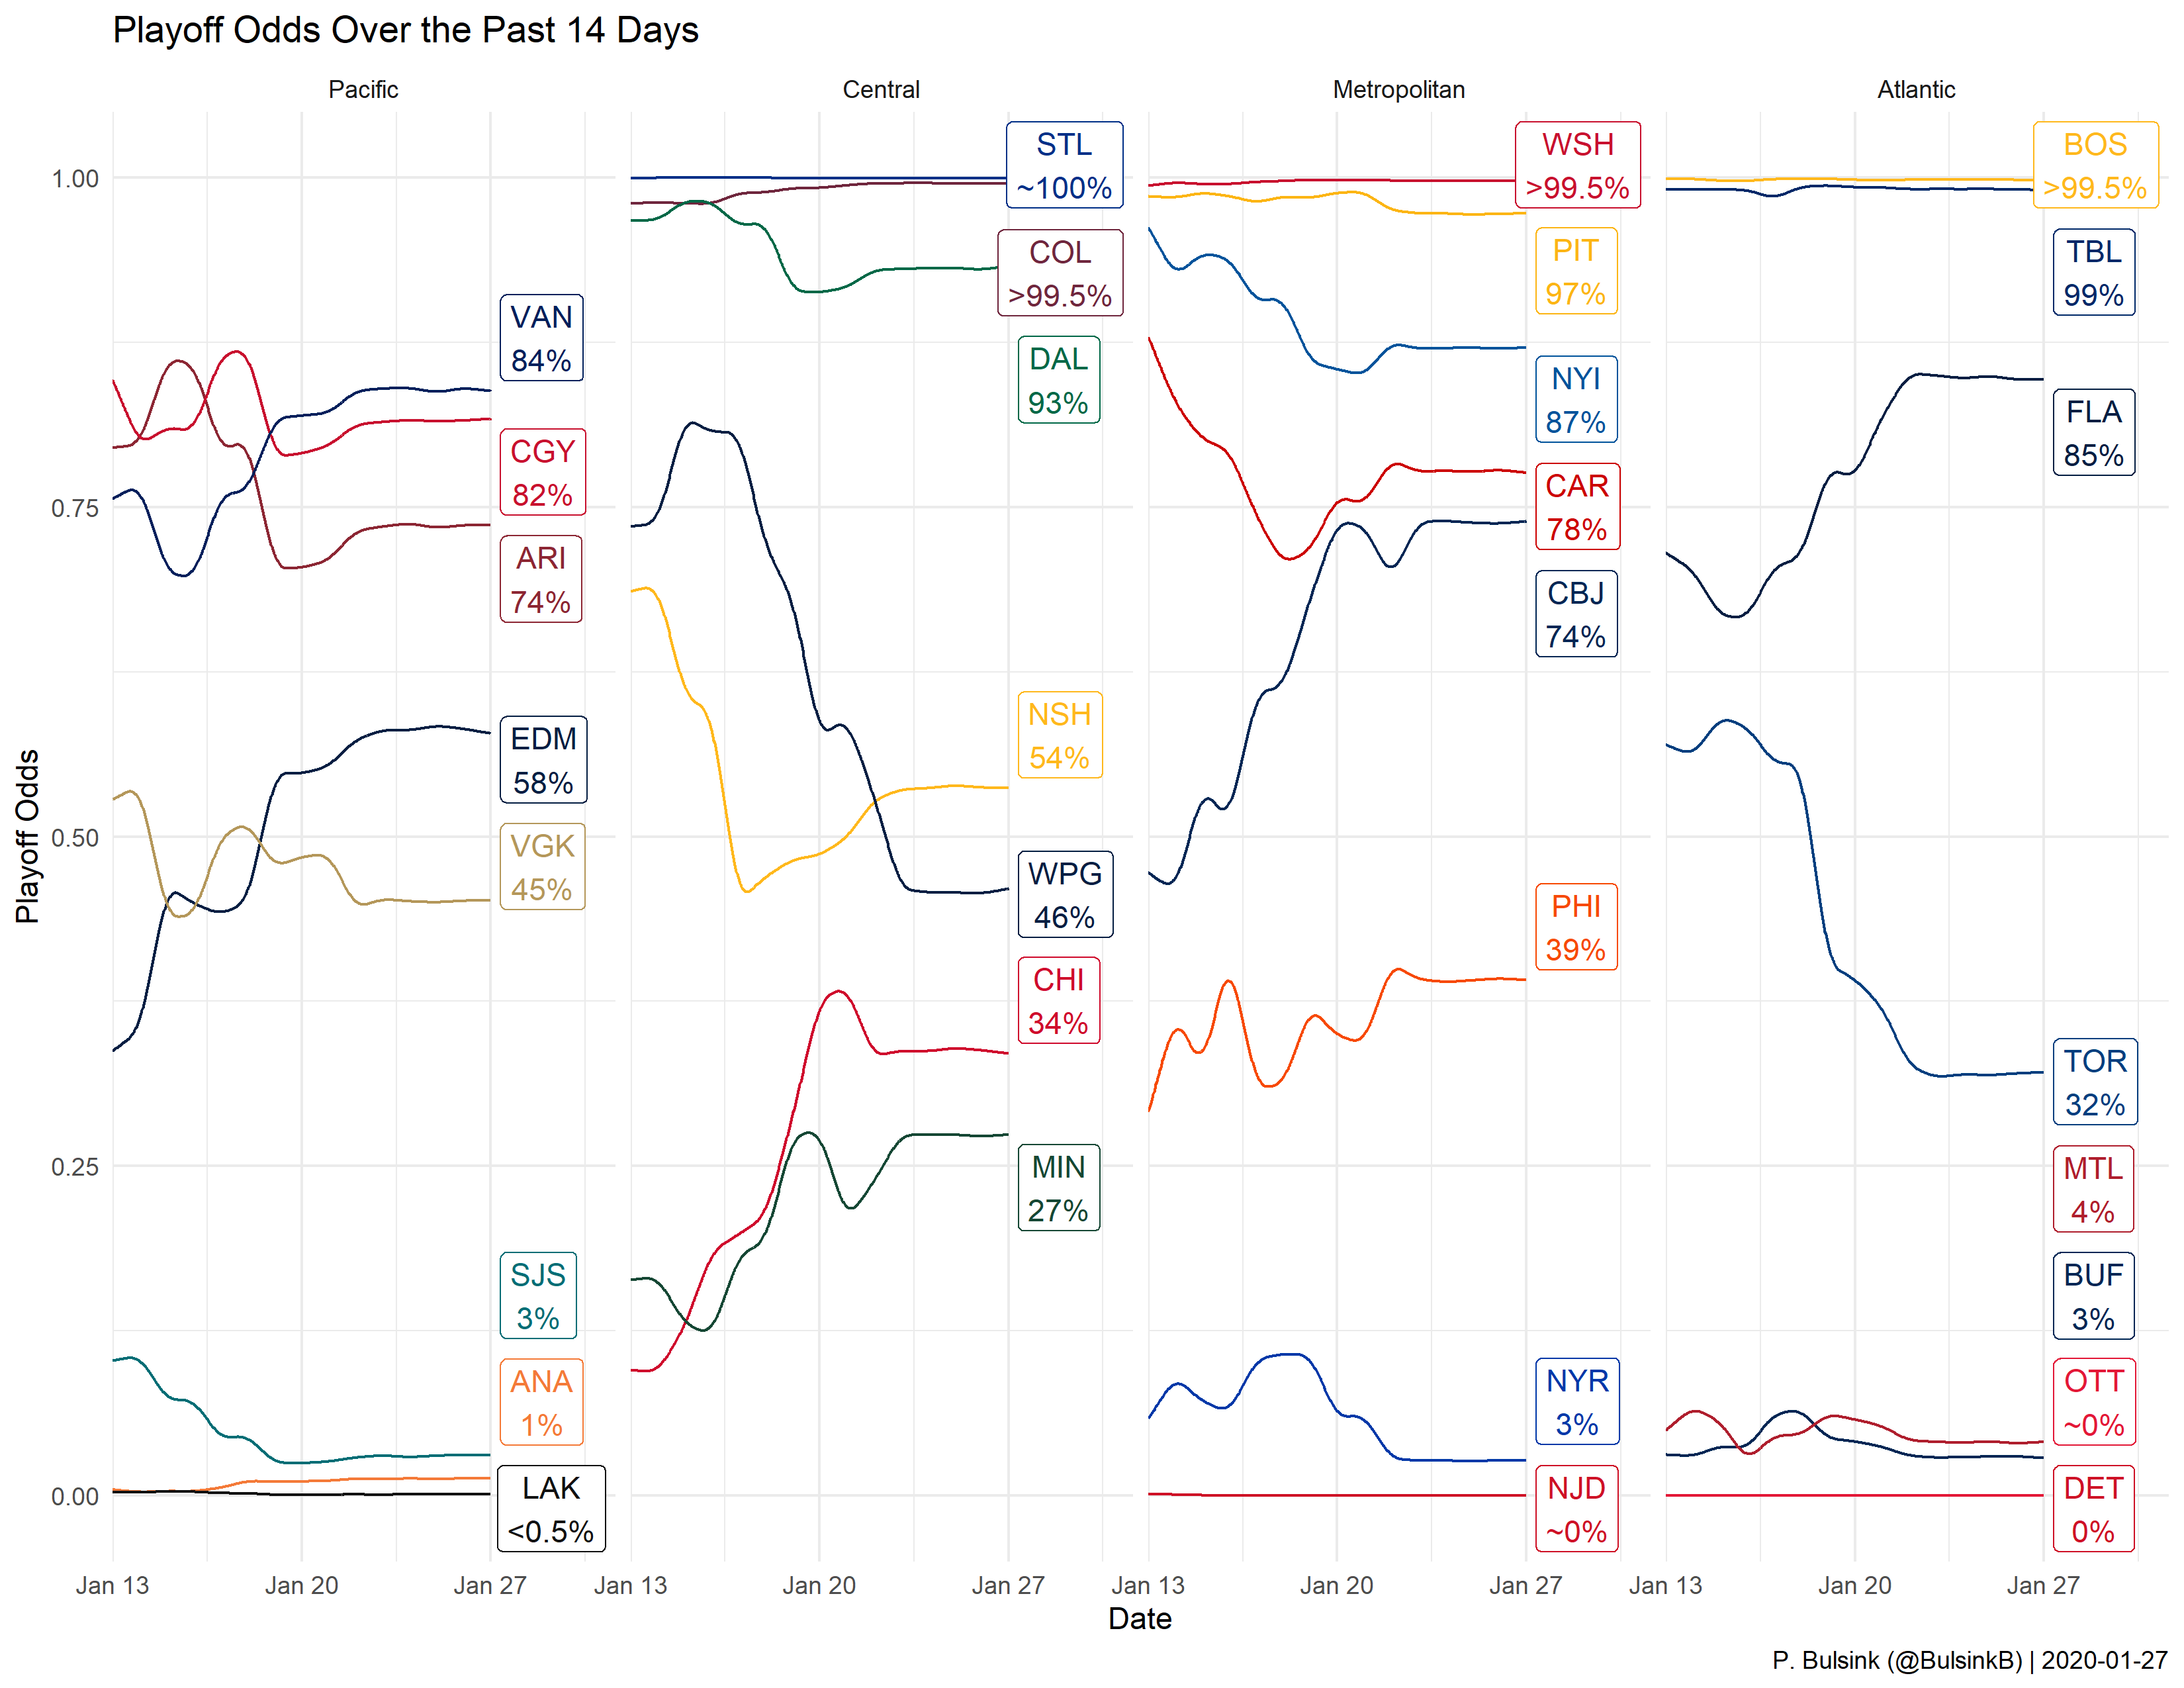 Playoff Odds Over the Past 14 Days
Pacific
Central
Metropolitan
Atlantic
Playoff Odds
1.00
0.75
0.50
0.25
0.00
VAN
84%
CGY
82%
ARI
74%
EDM
58%
VGK
45%
SJS
3%
ANA
1%
LAK
<0.5%
STL
~100%
COL
>99.5%
DAL
93%
NSH
54%
WPG
46%
CHI
34%
MIN
27%
WSH
>99.5%
PIT
97%
NYI
87%
CAR
78%
CBJ
74%
PHI
39%
NYR
3%
NJD
~0%
BOS
>99.5%
TBL
99%
FLA
85%
TOR
32%
MTL
4%
BUF
3%
OTT
~0%
DET
0%
Jan 13 Jan 20 Jan 27
Jan 13 Jan 20 Jan 27
Jan 13 Jan 20 Jan 27
Jan 13 Jan 20 Jan 27
Date
P. Bulsink (@BulsinkB) | 2020-01-27